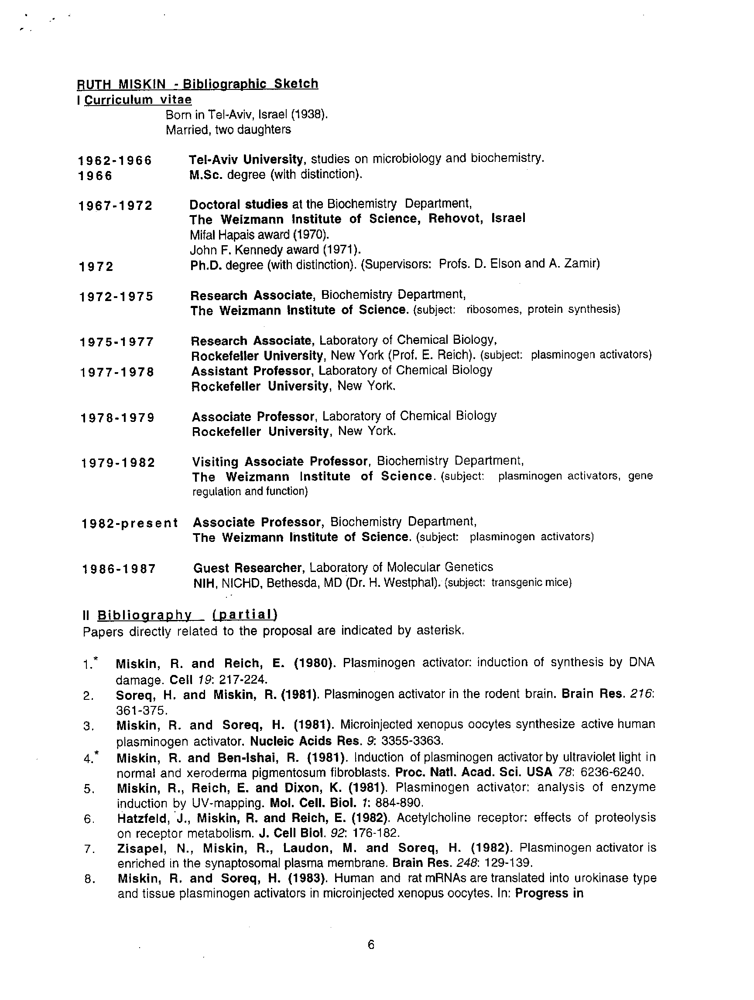 RUTH MISKIN - Bibliographic Sketch
I Curriculum vitae
Born in Tel-Aviv, Israel (1938).
Married, two daughters
1962-1966 Tel-Aviv University, studies on microbiology and biochemistry.
1966 M.Sc. degree (with distinction).
1967-1972 Doctoral studies at the Biochemistry Department,
The Weizmann Institute of Science, Rehovot, Israel
Mifal Hapais award (1970).
John F. Kennedy award (1971).
1972 Ph.D. degree (with distinction). (Supervisors: Profs. D. Elson and A. Zamir)
1972-1975 Research Associate, Biochemistry Department,
The Weizmann Institute of Science. (subject: ribosomes, protein synthesis)
1975-1977 Research Associate, Laboratory of Chemical Biology,
Rockefeller University, New York (Prof. E. Reich). (subject: plasminogen activators)
1977-1978 Assistant Professor, Laboratory of Chemical Biology
Rockefeller University, New York.
1978-1979 Associate Professor, Laboratory of Chemical Biology
Rockefeller University, New York.
1979-1982 Visiting Associate Professor, Biochemistry Department,
The Weizmann Institute of Science. (subject: plasminogen activators, gene
regulation and function)
1982-present Associate Professor, Biochemistry Department,
The Weizmann Institute of Science. (subject: plasminogen activators)
1986-1987 Guest Researcher, Laboratory of Molecular Genetics
NIH, NICHD, Bethesda, MD (Dr. H. Westphal). (subject: transgenic mice)
II Bibliography (partial)
Papers directly related to the proposal are indicated by asterisk.
1.* Miskin, R. and Reich, E. (1980). Plasminogen activator: induction of synthesis by DNA
damage. Cell 19: 217-224.
2. Soreq, H. and Miskin, R. (1981). Plasminogen activator in the rodent brain. Brain Res. 216:
361-375.
3. Miskin, R. and Soreq, H. (1981). Microinjected xenopus oocytes synthesize active human
plasminogen activator. Nucleic Acids Res. 9: 3355-3363.
4.* Miskin, R. and Ben-Ishai, R. (1981). Induction of plasminogen activator by ultraviolet light in
normal and xeroderma pigmentosum fibroblasts. Proc. Natl. Acad. Sci. USA 78: 6236-6240.
5. Miskin, R., Reich, E. and Dixon, K. (1981). Plasminogen activator: analysis of enzyme
induction by UV-mapping. Mol. Cell. Biol. 1: 884-890.
6. Hatzfeld, J., Miskin, R. and Reich, E. (1982). Acetylcholine receptor: effects of proteolysis
on receptor metabolism. J. Cell Biol. 92: 176-182.
7. Zisapel, N., Miskin, R., Laudon, M. and Soreq, H. (1982). Plasminogen activator is
enriched in the synaptosomal plasma membrane. Brain Res. 248: 129-139.
8. Miskin, R. and Soreq, H. (1983). Human and rat mRNAs are translated into urokinase type
and tissue plasminogen activators in microinjected xenopus oocytes. In: Progress in
6